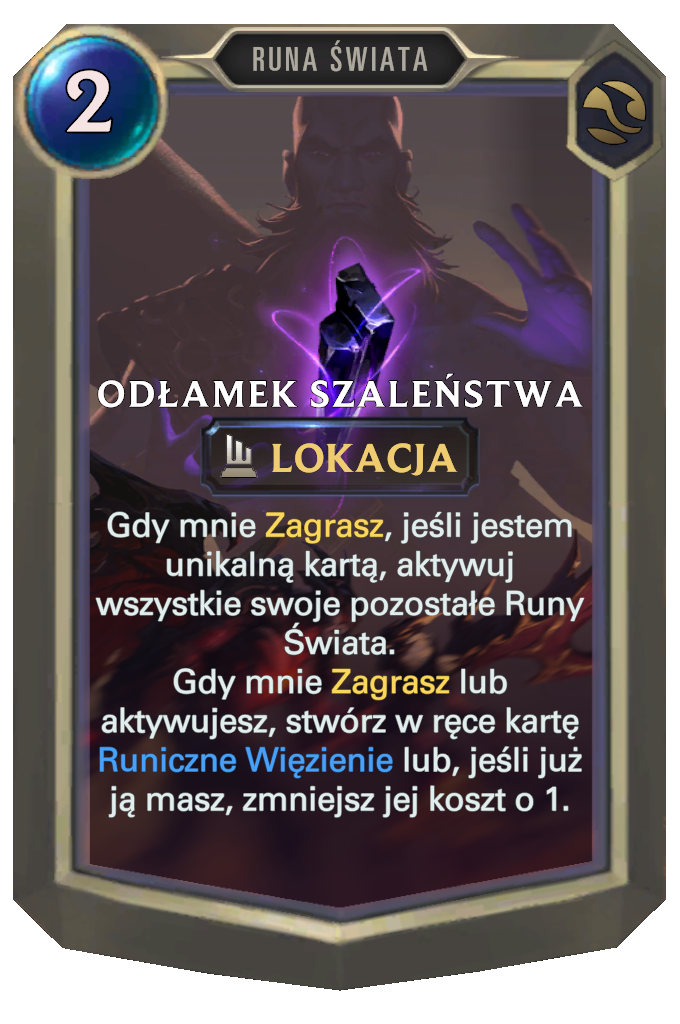 RUNA ŚWIATA
2
ODŁAMEK SZALEŃSTWA
LOKACJA
Gdy mnie Zagrasz, jeśli jestem
unikalną kartą, aktywuj
wszystkie swoje pozostałe Runy
Świata.
Gdy mnie Zagrasz lub
aktywujesz, stwórz w ręce kartę
Runiczne Więzienie lub, jeśli już
ją masz, zmniejsz jej koszt o 1.